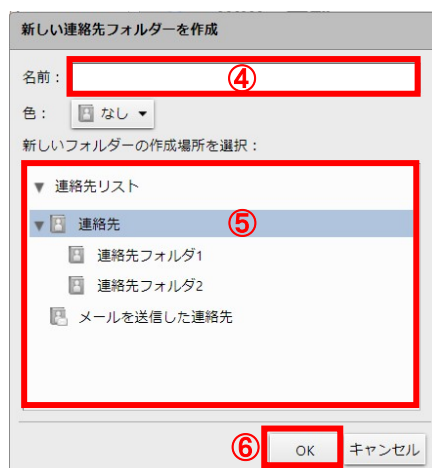 新しい連絡先フォルダーを作成
名前： ④
色： なし ▼
新しいフォルダーの作成場所を選択：
▼ 連絡先リスト
▼ 連絡先 ⑤
連絡先フォルダ1
連絡先フォルダ2
メールを送信した連絡先
⑥ OK キャンセル